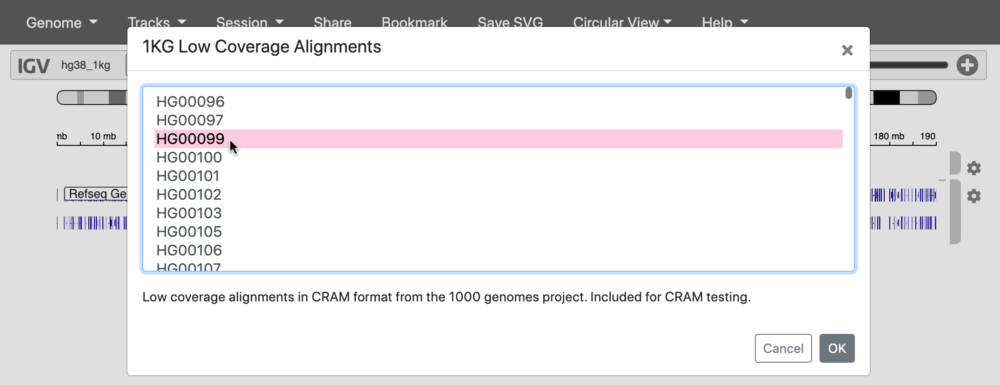 Genome Tracks Session Share Bookmark Save SVG Circular View Help
1KG Low Coverage Alignments
IGV hg38_1kg
HG00096
HG00097
mb 10 mb 180 mb 190
HG00099
HG00100
HG00101
Refseq Ge
HG00102
HG00103
HG00105
HG00106
HG00107
Low coverage alignments in CRAM format from the 1000 genomes project. Included for CRAM testing.
Cancel OK